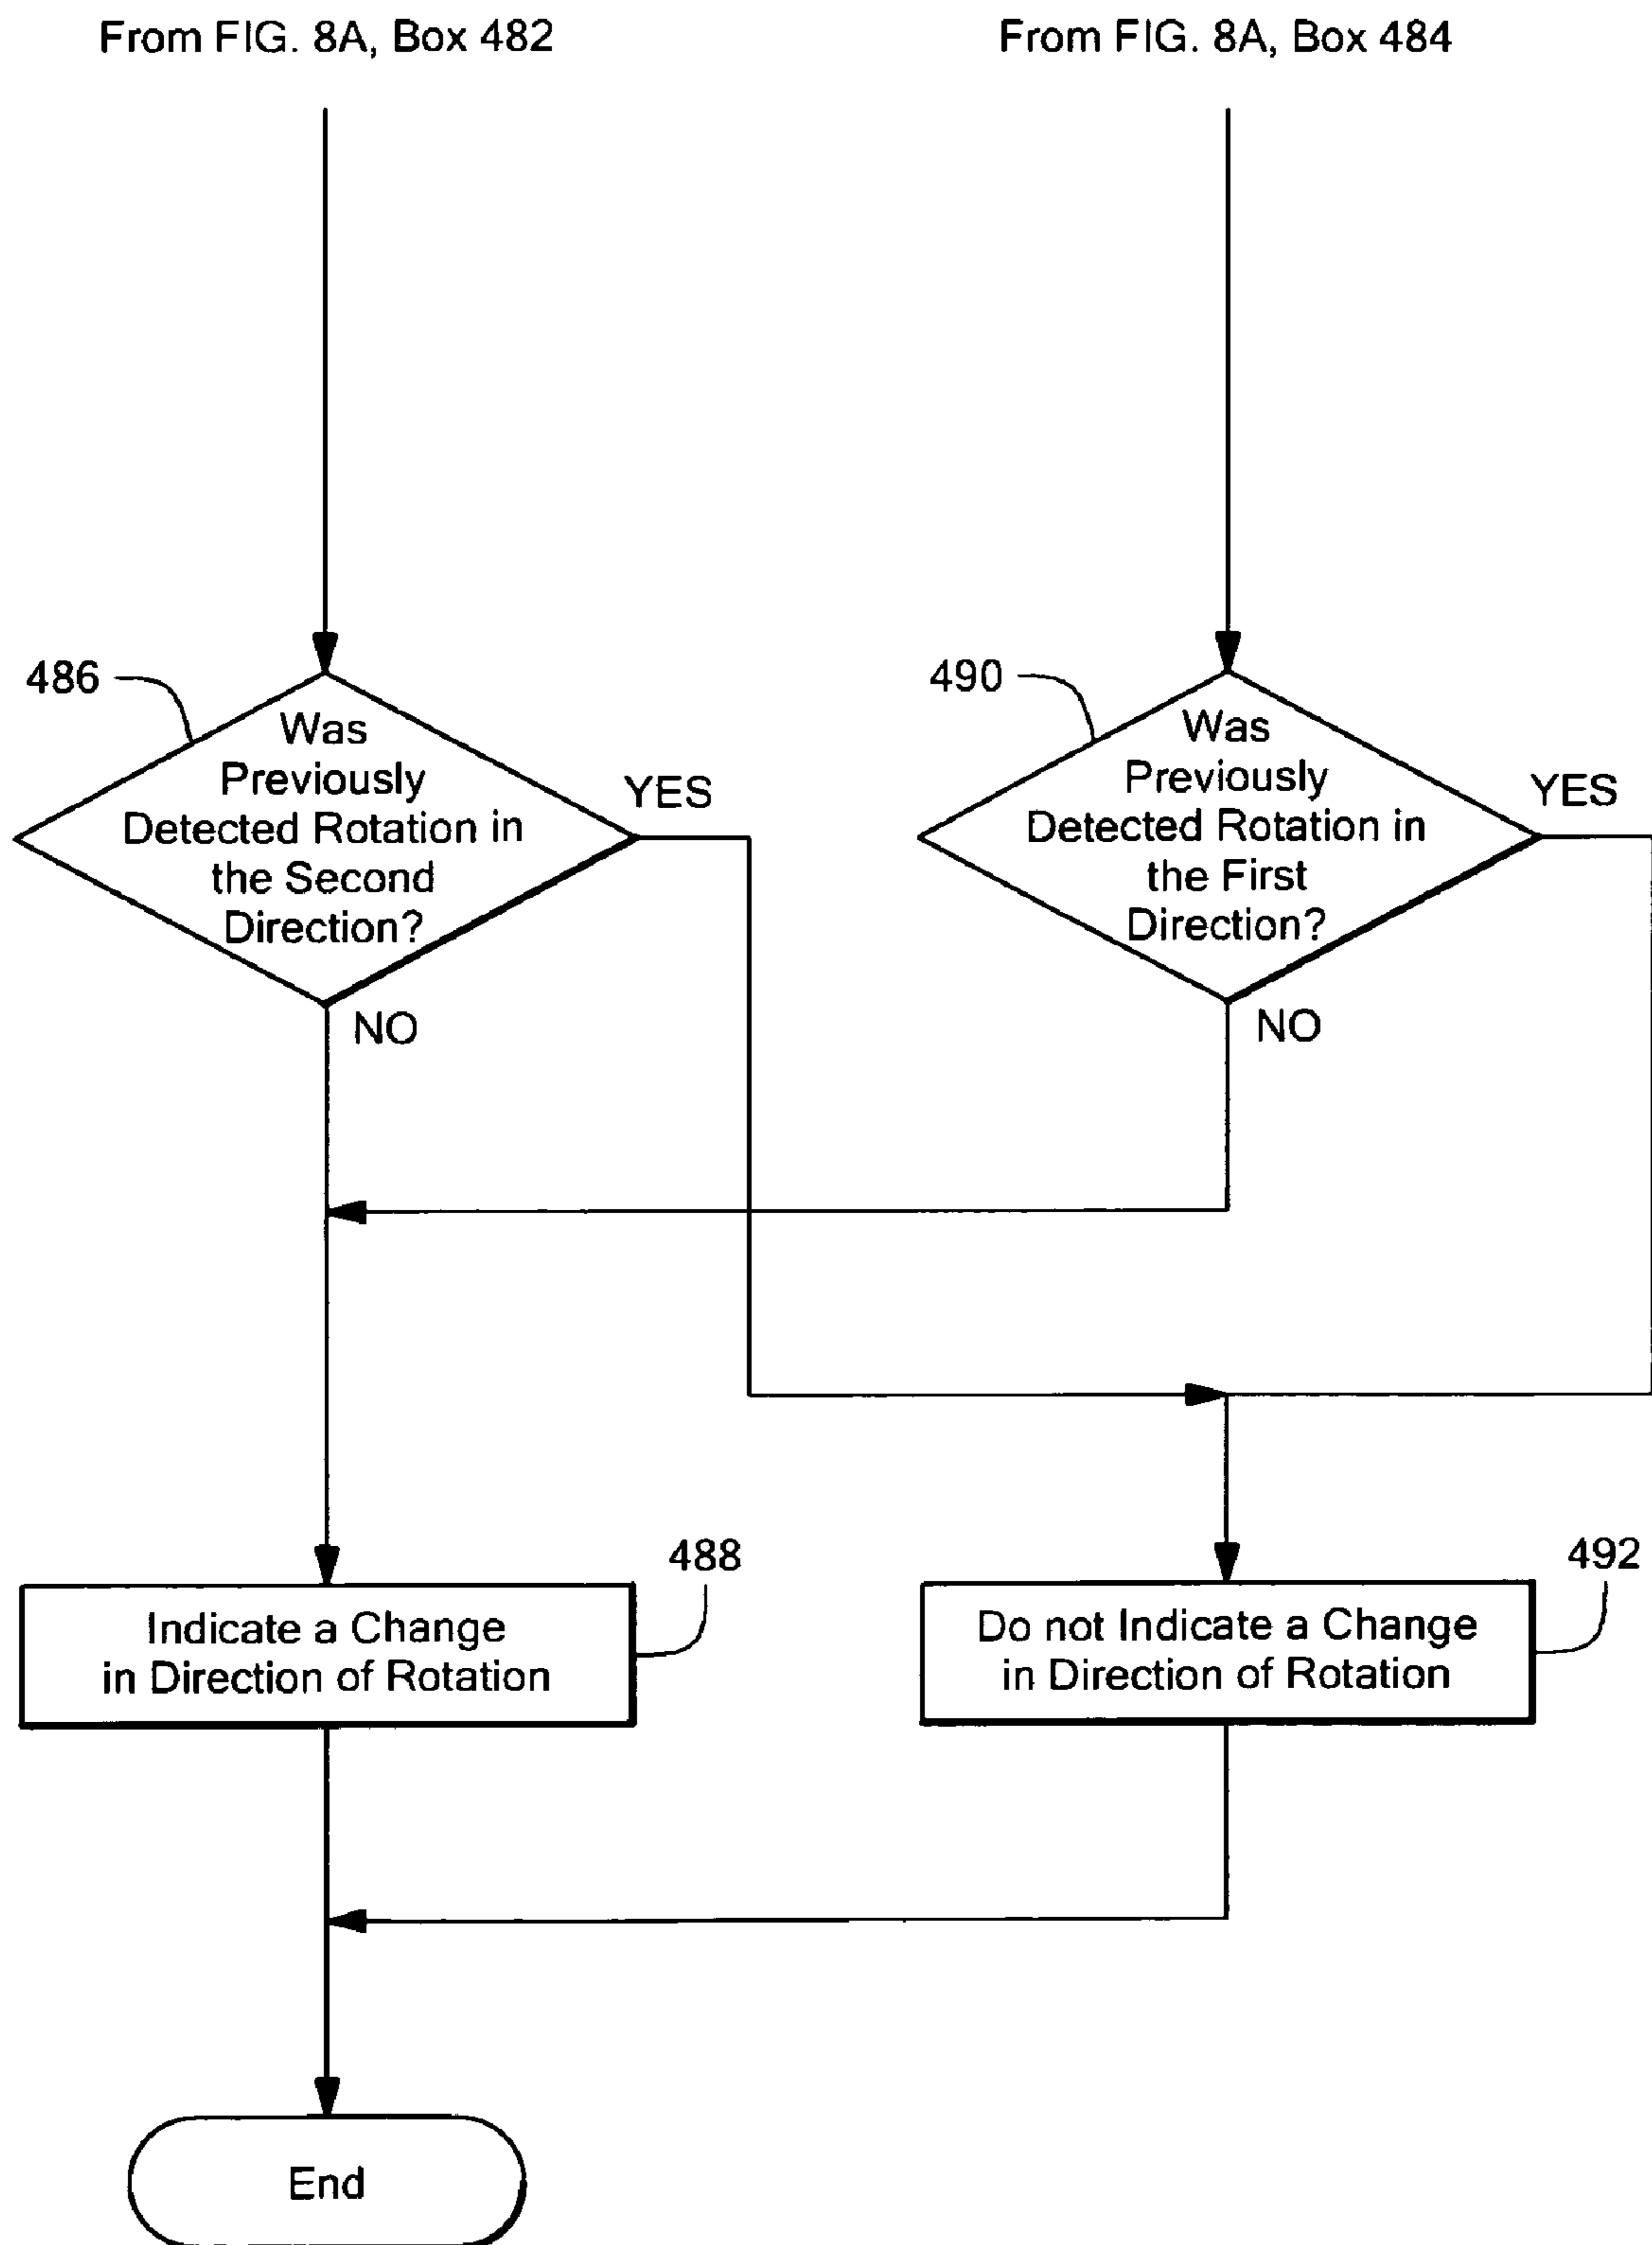 From FIG. 8A, Box 482
From FIG. 8A, Box 484
486
Was
Previously
Detected Rotation in
the Second
Direction?
YES
NO
490
Was
Previously
Detected Rotation in
the First
Direction?
YES
NO
488
Indicate a Change
in Direction of Rotation
492
Do not Indicate a Change
in Direction of Rotation
End